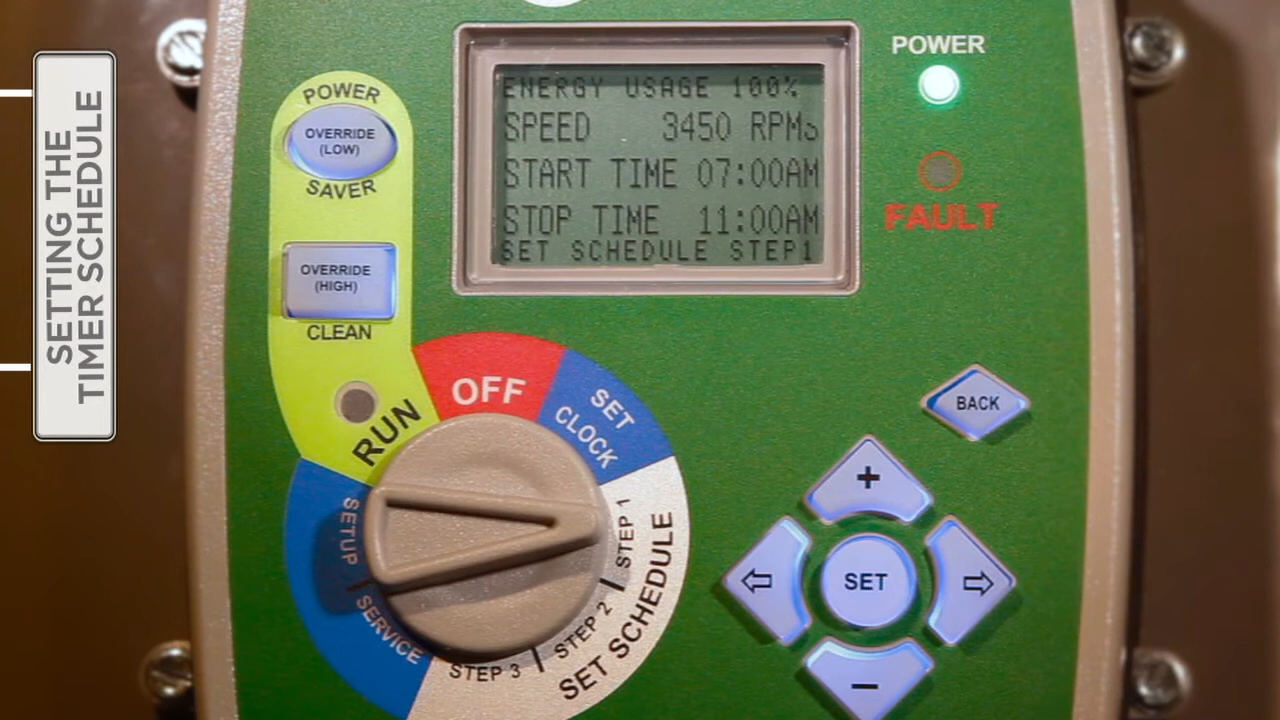 SETTING THE
TIMER SCHEDULE
POWER
OVERRIDE
(LOW)
SAVER
OVERRIDE
(HIGH)
CLEAN
ENERGY USAGE 100%
SPEED 3450 RPMs
START TIME 07:00AM
STOP TIME 11:00AM
SET SCHEDULE STEP1
POWER
FAULT
RUN
OFF
SET
CLOCK
SETUP
SERVICE
STEP 1
STEP 2
STEP 3
SET SCHEDULE
BACK
+
SET
−